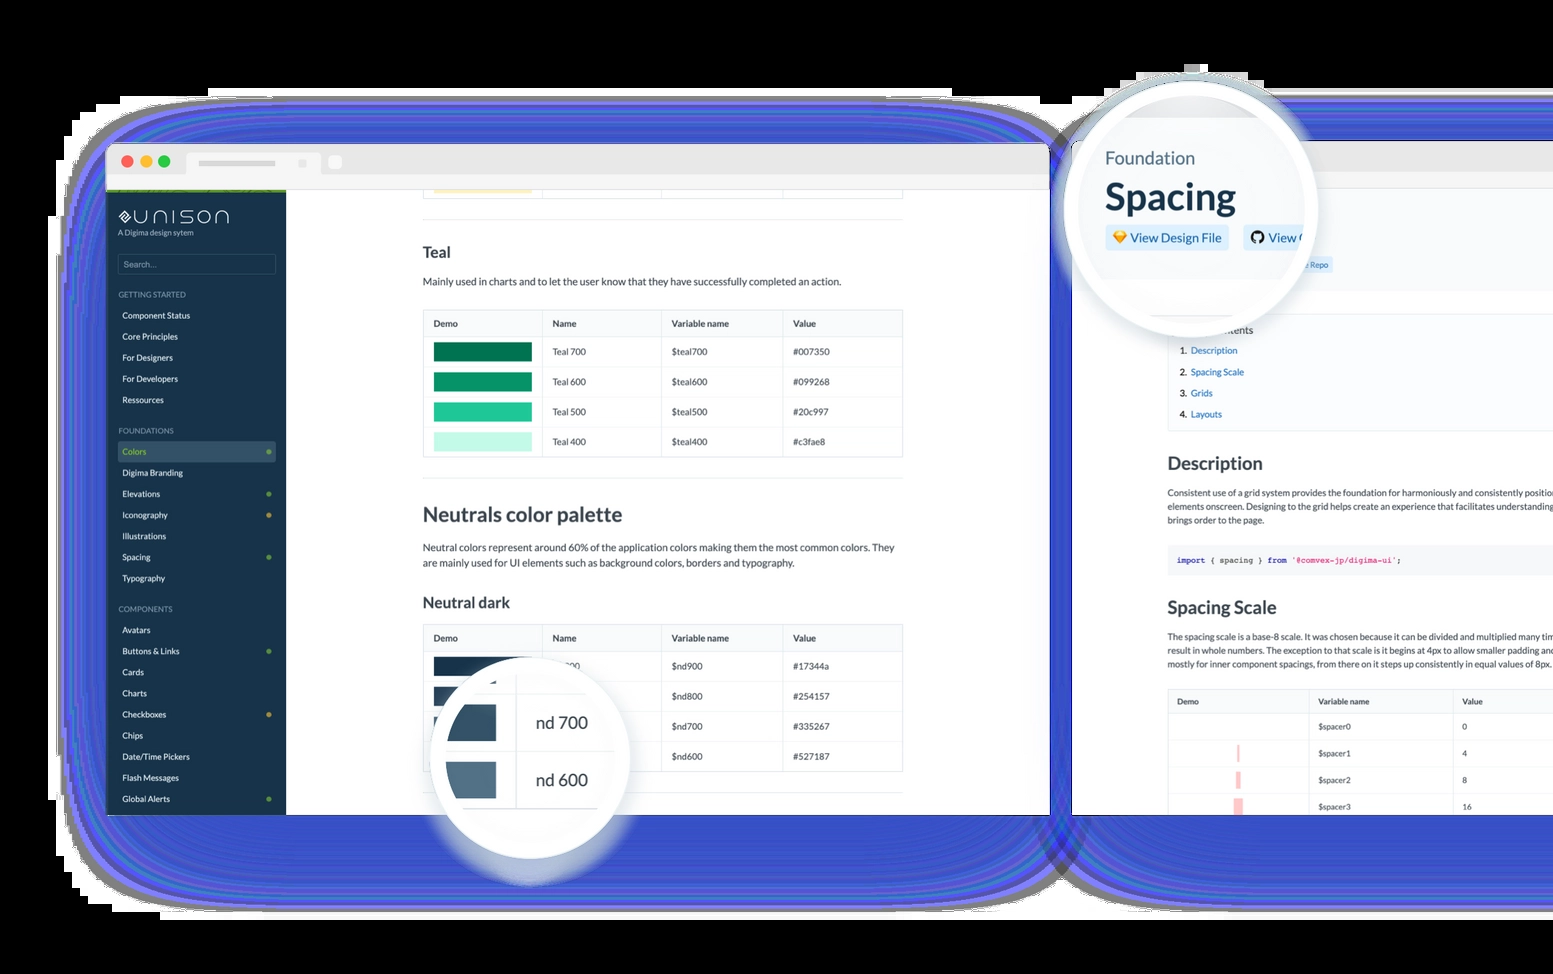 UNISON
A Digima design sytem
Search...
GETTING STARTED
Component Status
Core Principles
For Designers
For Developers
Ressources
FOUNDATIONS
Colors
Digima Branding
Elevations
Iconography
Illustrations
Spacing
Typography
COMPONENTS
Avatars
Buttons & Links
Cards
Charts
Checkboxes
Chips
Date/Time Pickers
Flash Messages
Global Alerts
Teal
Mainly used in charts and to let the user know that they have successfully completed an action.
Demo Name Variable name Value
Teal 700 $teal700 #007350
Teal 600 $teal600 #099268
Teal 500 $teal500 #20c997
Teal 400 $teal400 #c3fae8
Neutrals color palette
Neutral colors represent around 60% of the application colors making them the most common colors. They
are mainly used for UI elements such as background colors, borders and typography.
Neutral dark
Demo Name Variable name Value
$nd900 #17344a
$nd800 #254157
$nd700 #335267
$nd600 #527187
nd 700
nd 600
Foundation
Spacing
View Design File View
Repo
1. Description
2. Spacing Scale
3. Grids
4. Layouts
Description
Consistent use of a grid system provides the foundation for harmoniously and consistently
elements onscreen. Designing to the grid helps create an experience that facilitates understanding
brings order to the page.
import { spacing } from '@comvex-jp/digima-ui';
Spacing Scale
The spacing scale is a base-8 scale. It was chosen because it can be divided and multiplied many
result in whole numbers. The exception to that scale is it begins at 4px to allow smaller padding
mostly for inner component spacings, from there on it steps up consistently in equal values of 8px.
Demo Variable name Value
$spacer0 0
$spacer1 4
$spacer2 8
$spacer3 16